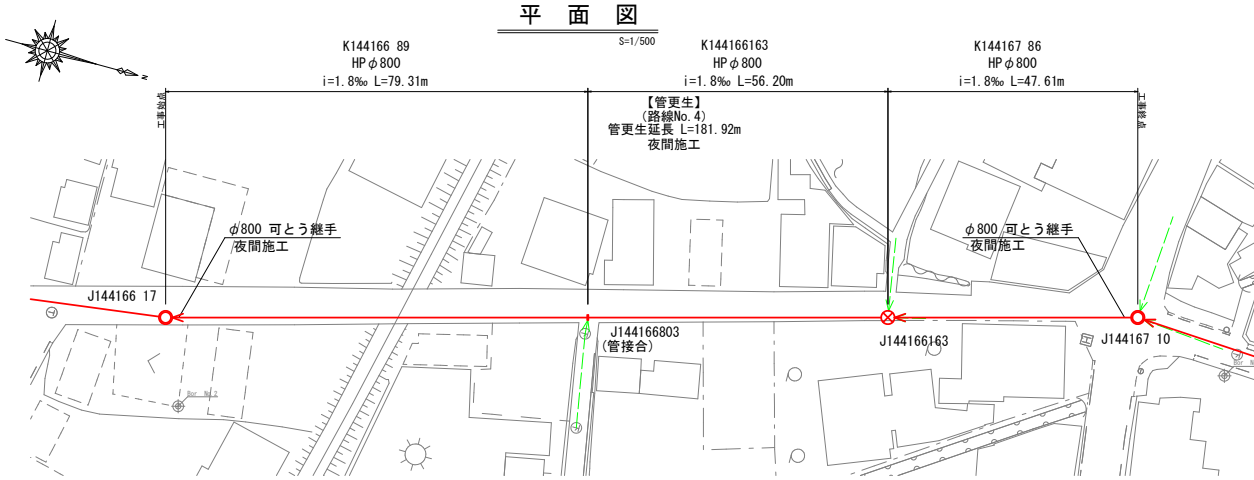 平 面 図
S=1/500
N
K144166 89
HPφ800
i=1.8‰ L=79.31m
K144166163
HPφ800
i=1.8‰ L=56.20m
K144167 86
HPφ800
i=1.8‰ L=47.61m
工事始点
工事終点
【管更生】
(路線No.4)
管更生延長 L=181.92m
夜間施工
φ800 可とう継手
夜間施工
φ800 可とう継手
夜間施工
J144166 17
J144166803
(管接合)
J144166163
J144167 10
Bor No.2